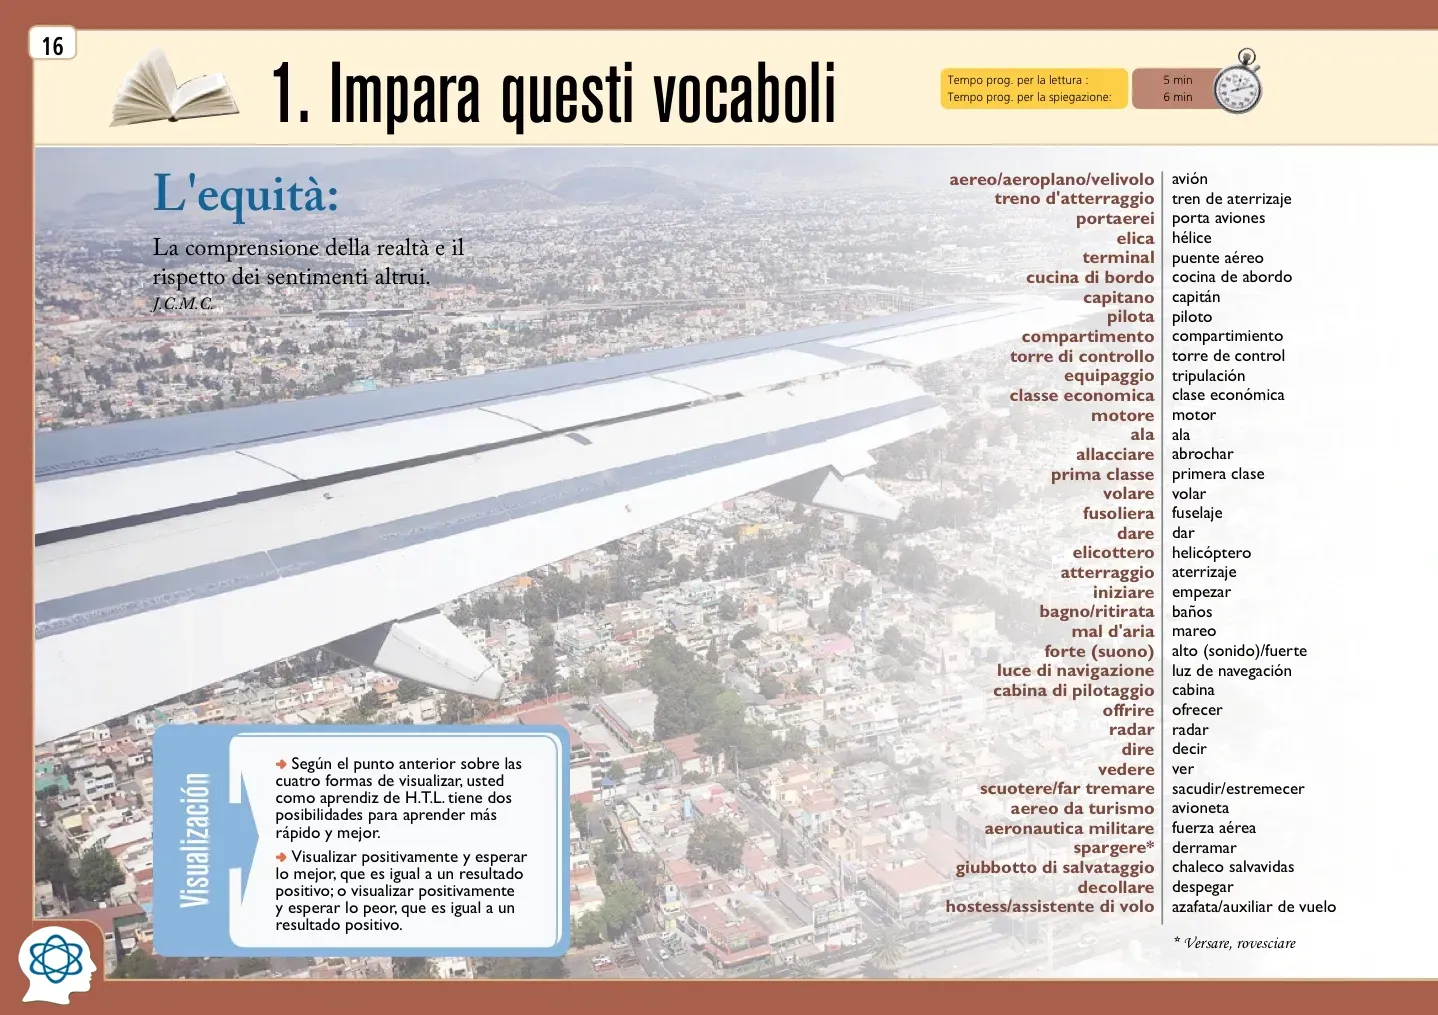 16
1. Impara questi vocaboli
Tempo prog. per la lettura : 5 min
Tempo prog. per la spiegazione: 6 min
L'equità:
La comprensione della realtà e il
rispetto dei sentimenti altrui.
J.C.M.C.
aereo/aeroplano/velivolo avión
treno d'atterraggio tren de aterrizaje
portaerei porta aviones
elica hélice
terminal puente aéreo
cucina di bordo cocina de abordo
capitano capitán
pilota piloto
compartimento compartimiento
torre di controllo torre de control
equipaggio tripulación
classe economica clase económica
motore motor
ala ala
allacciare abrochar
prima classe primera clase
volare volar
fusoliera fuselaje
dare dar
elicottero helicóptero
atterraggio aterrizaje
iniziare empezar
bagno/ritirata baños
mal d'aria mareo
forte (suono) alto (sonido)/fuerte
luce di navigazione luz de navegación
cabina di pilotaggio cabina
offrire ofrecer
radar radar
dire decir
vedere ver
scuotere/far tremare sacudir/estremecer
aereo da turismo avioneta
aeronautica militare fuerza aérea
spargere* derramar
giubbotto di salvataggio chaleco salvavidas
decollare despegar
hostess/assistente di volo azafata/auxiliar de vuelo
* Versare, rovesciare
Visualización
Según el punto anterior sobre las
cuatro formas de visualizar, usted
como aprendiz de H.T.L. tiene dos
posibilidades para aprender más
rápido y mejor.
Visualizar positivamente y esperar
lo mejor, que es igual a un resultado
positivo; o visualizar positivamente
y esperar lo peor, que es igual a un
resultado positivo.